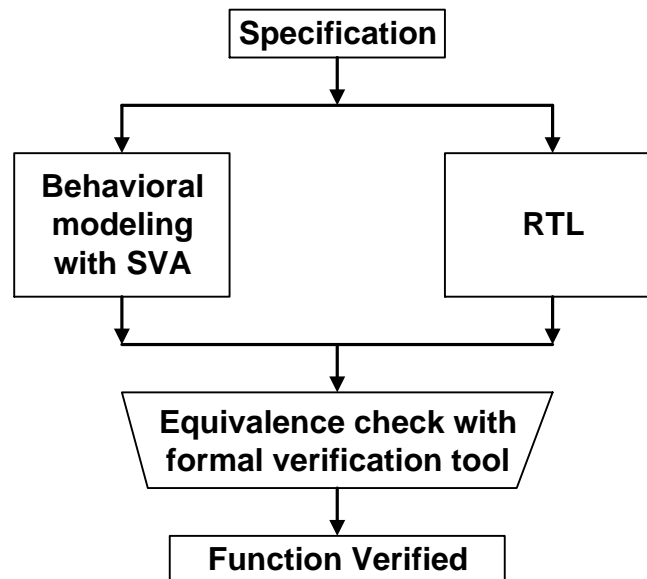 Specification
Behavioral
modeling
with SVA
RTL
Equivalence check with
formal verification tool
Function Verified